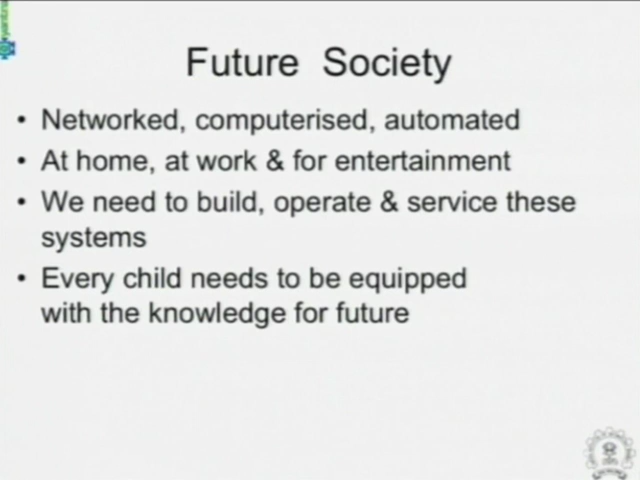 Future Society
• Networked, computerised, automated
• At home, at work & for entertainment
• We need to build, operate & service these
systems
• Every child needs to be equipped
with the knowledge for future